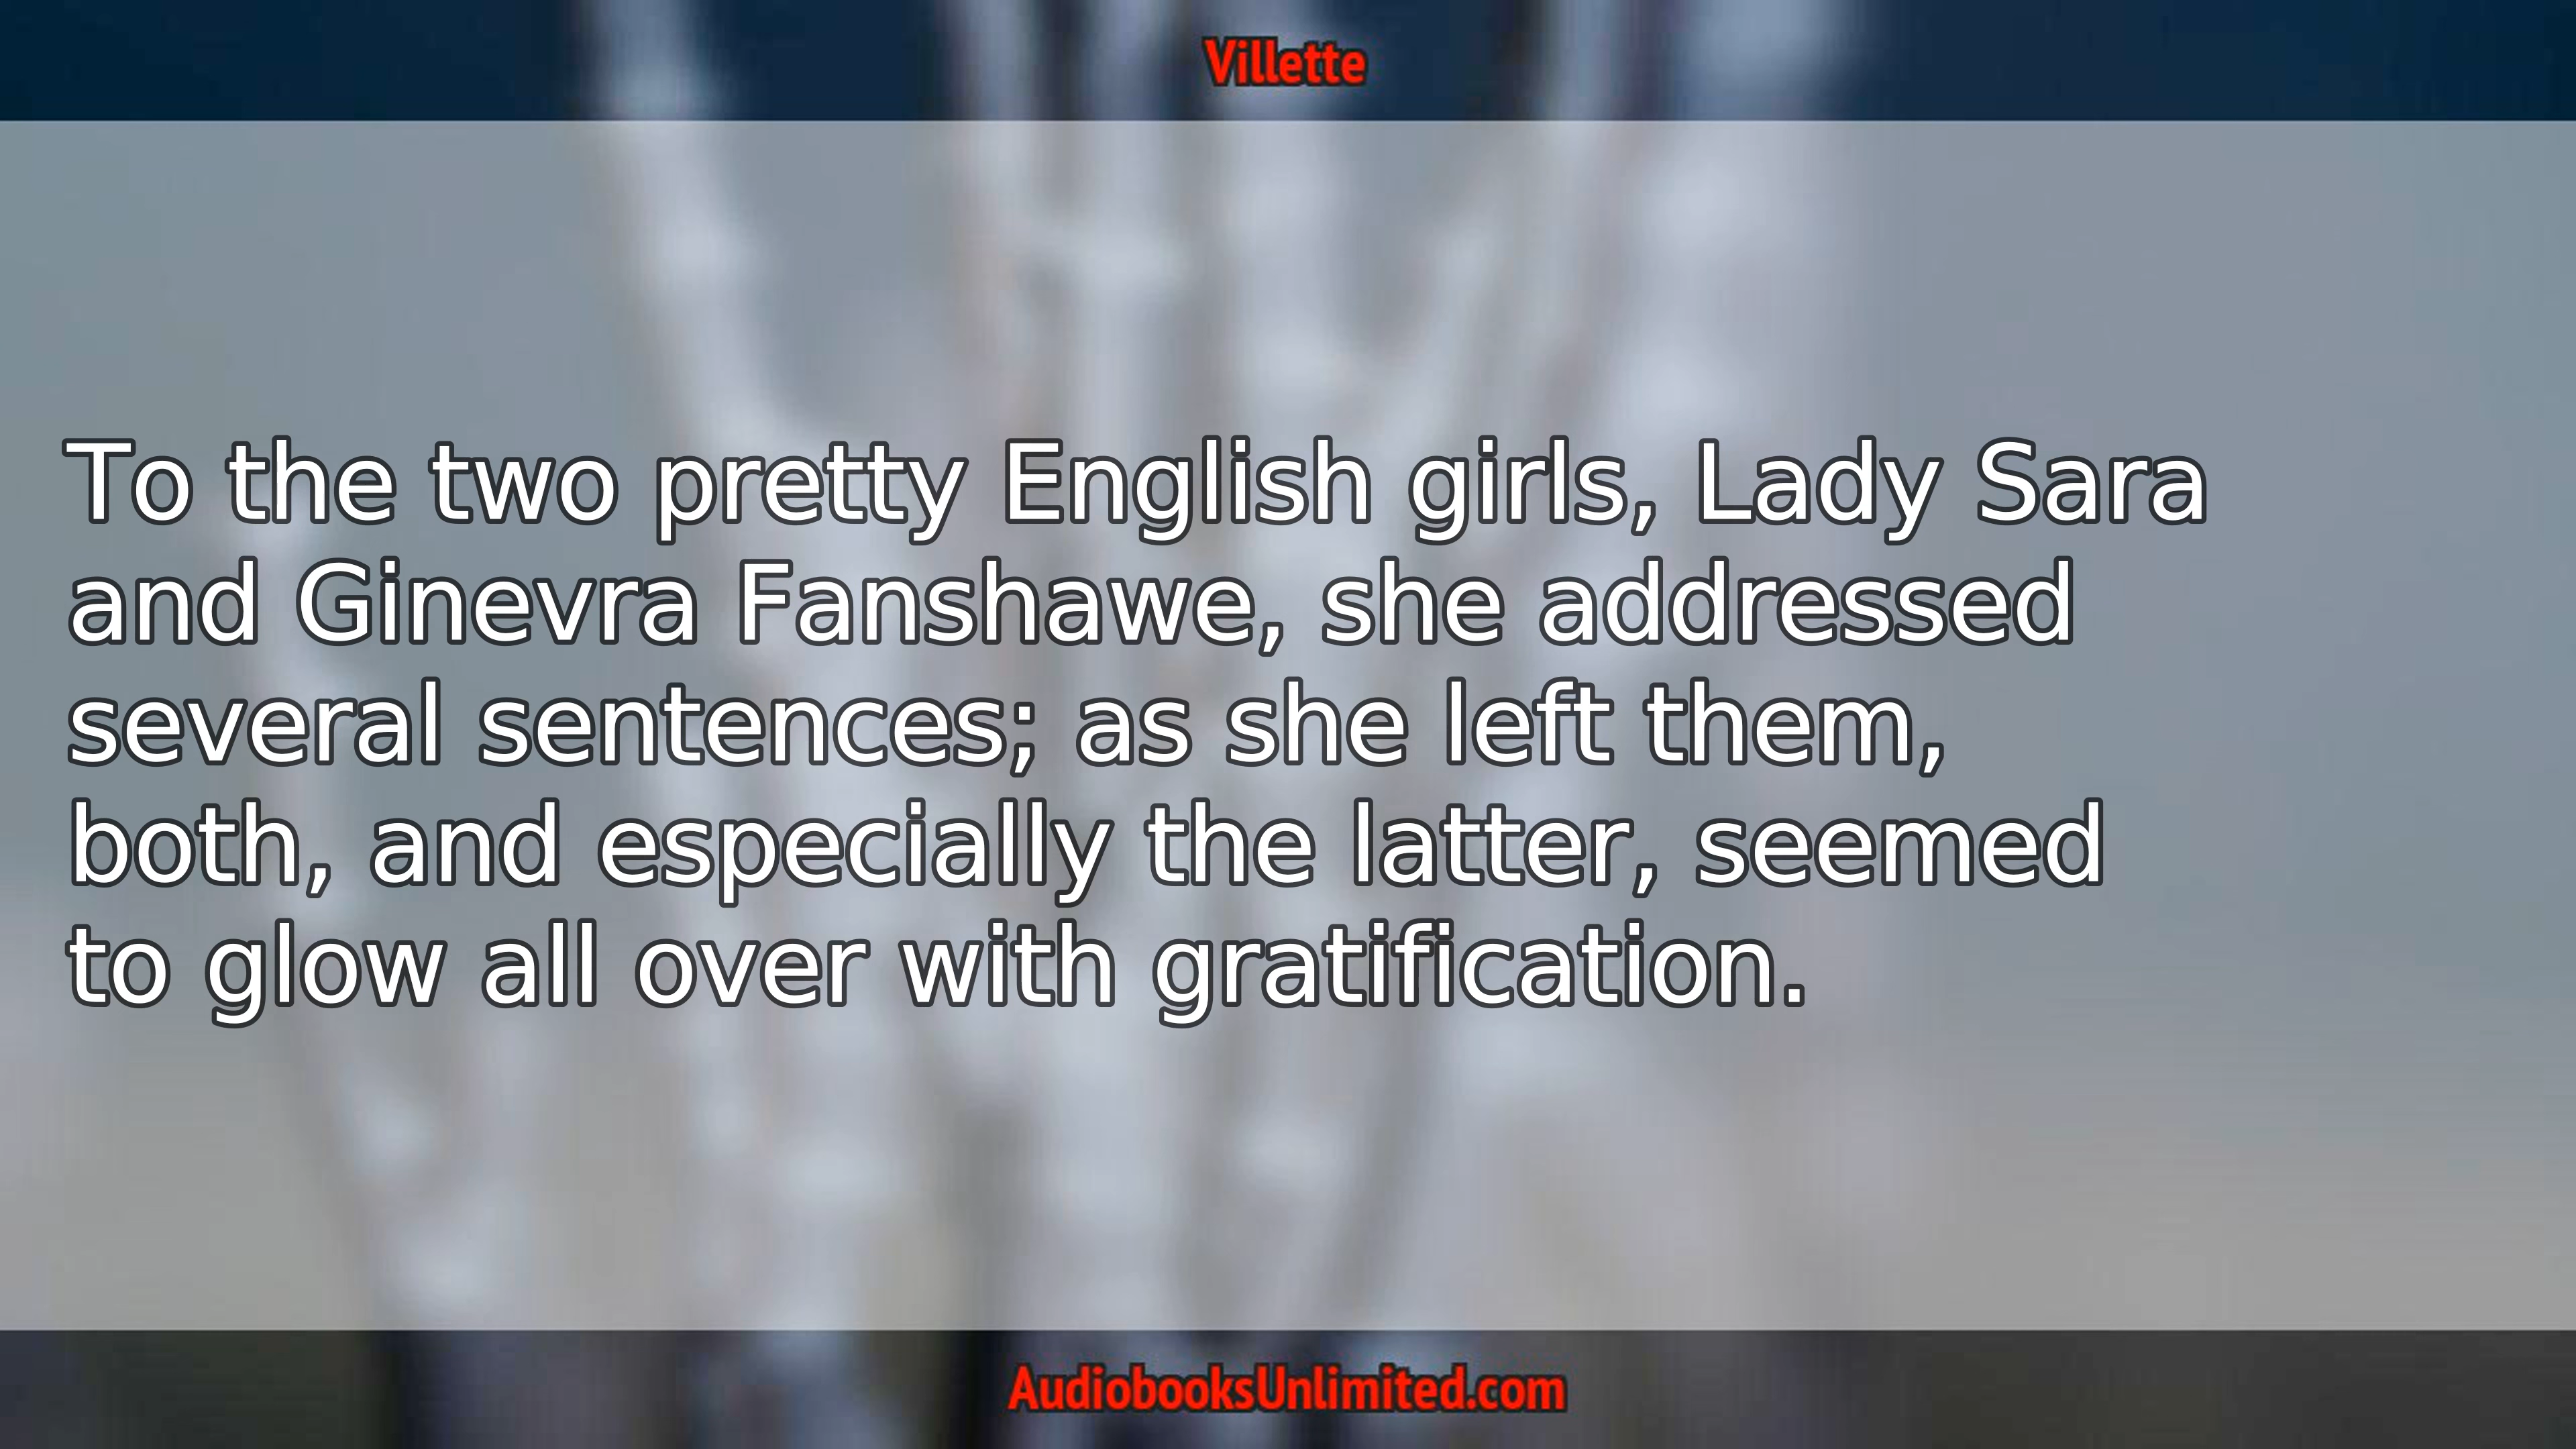 Villette
To the two pretty English girls, Lady Sara
and Ginevra Fanshawe, she addressed
several sentences; as she left them,
both, and especially the latter, seemed
to glow all over with gratification.
AudiobooksUnlimited.com